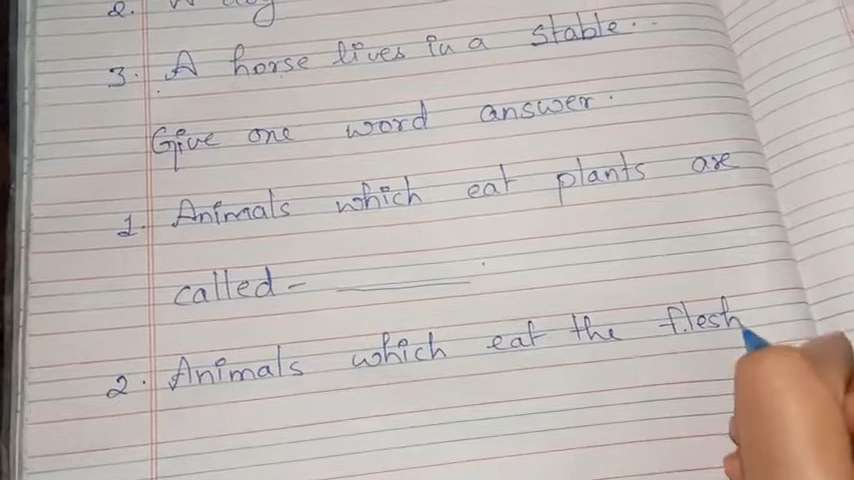 2.
3. A horse lives in a stable..
Give one word answer.
1. Animals which eat plants are
called - ______.
2. Animals which eat the flesh